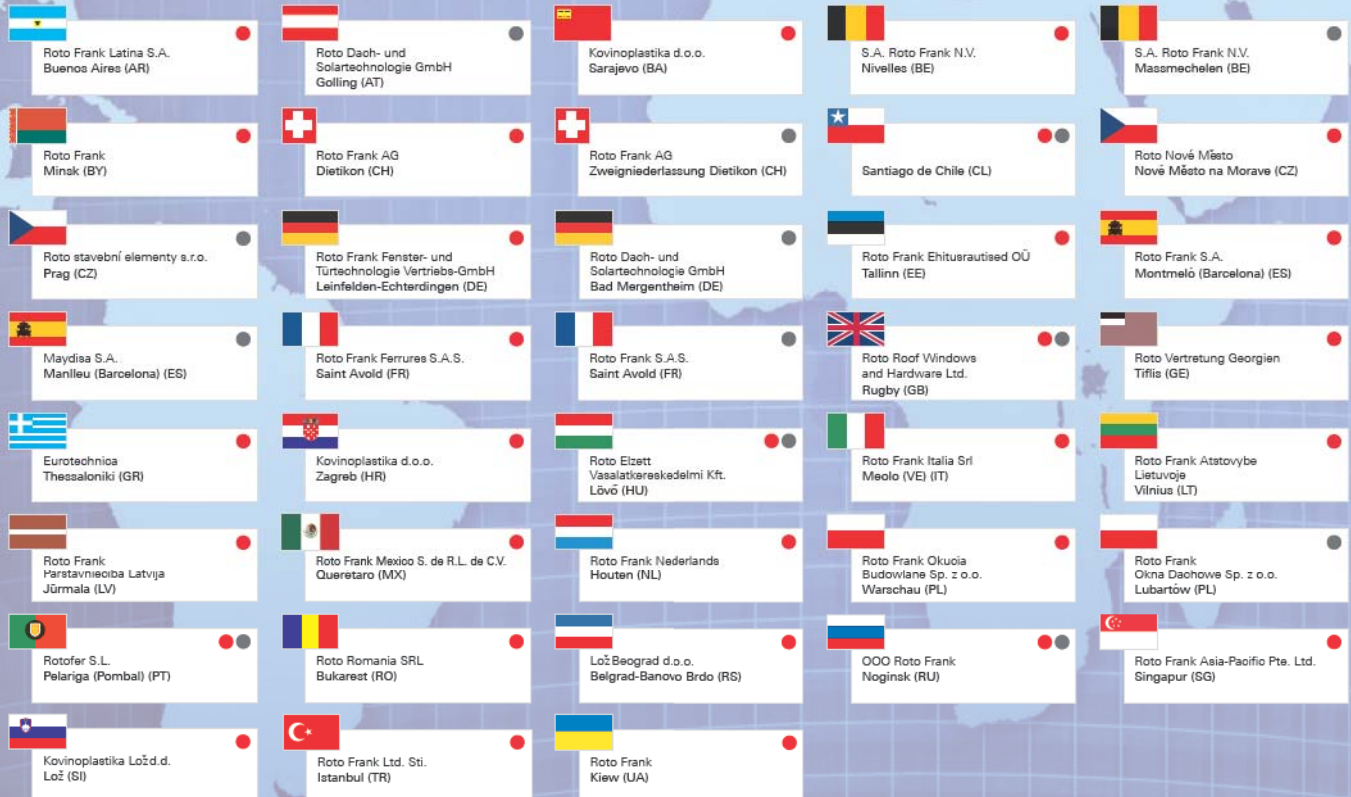 Roto Frank Latina S.A.
Buenos Aires (AR)
Roto Dach- und
Solartechnologie GmbH
Golling (AT)
Kovinoplastika d.o.o.
Sarajevo (BA)
S.A. Roto Frank N.V.
Nivelles (BE)
S.A. Roto Frank N.V.
Massmechelen (BE)
Roto Frank
Minsk (BY)
Roto Frank AG
Dietikon (CH)
Roto Frank AG
Zweigniederlassung Dietikon (CH)
Santiago de Chile (CL)
Roto Nové Město
Nové Město na Morave (CZ)
Roto stavební elementy s.r.o.
Prag (CZ)
Roto Frank Fenster- und
Türtechnologie Vertriebs-GmbH
Leinfelden-Echterdingen (DE)
Roto Dach- und
Solartechnologie GmbH
Bad Mergentheim (DE)
Roto Frank Ehitusrautised OÜ
Tallinn (EE)
Roto Frank S.A.
Montmeló (Barcelona) (ES)
Maydisa S.A.
Manlleu (Barcelona) (ES)
Roto Frank Ferrures S.A.S.
Saint Avold (FR)
Roto Frank S.A.S.
Saint Avold (FR)
Roto Roof Windows
and Hardware Ltd.
Rugby (GB)
Roto Vertretung Georgien
Tiflis (GE)
Eurotechnica
Thessaloniki (GR)
Kovinoplastika d.o.o.
Zagreb (HR)
Roto Elzett
Vasalatkereskedelmi Kft.
Lövő (HU)
Roto Frank Italia Srl
Meolo (VE) (IT)
Roto Frank Atstovybe
Lietuvoje
Vilnius (LT)
Roto Frank
Parstavnieciba Latvija
Jūrmala (LV)
Roto Frank Mexico S. de R.L. de C.V.
Queretaro (MX)
Roto Frank Nederlands
Houten (NL)
Roto Frank Okucia
Budowlane Sp. z o.o.
Warschau (PL)
Roto Frank
Okna Dachowe Sp. z o.o.
Lubartów (PL)
Rotofer S.L.
Pelariga (Pombal) (PT)
Roto Romania SRL
Bukarest (RO)
Lož Beograd d.o.o.
Belgrad-Banovo Brdo (RS)
OOO Roto Frank
Noginsk (RU)
Roto Frank Asia-Pacific Pte. Ltd.
Singapur (SG)
Kovinoplastika Lož d.d.
Lož (SI)
Roto Frank Ltd. Sti.
Istanbul (TR)
Roto Frank
Kiew (UA)